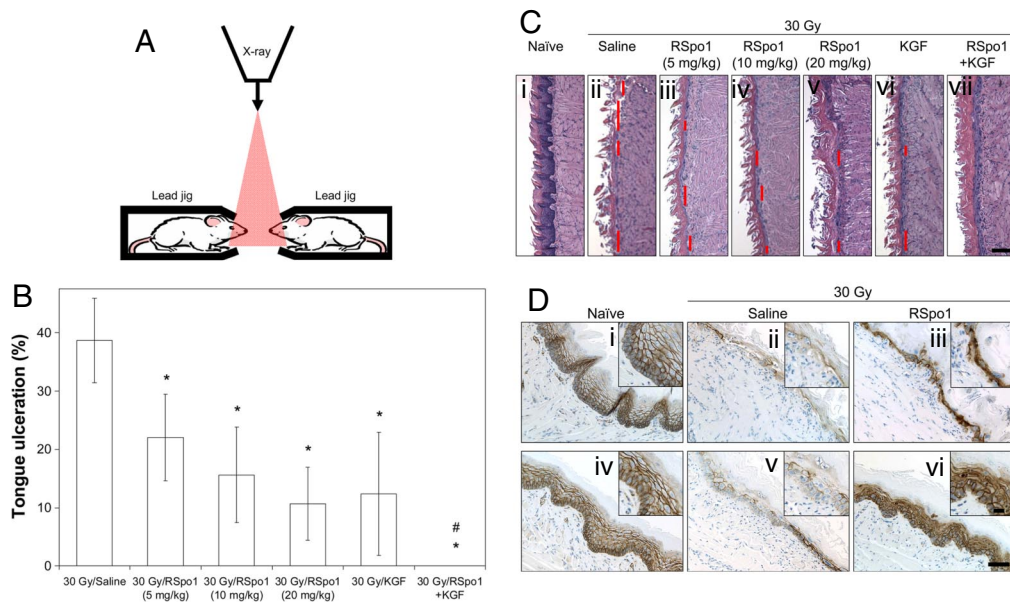 A
X-ray
Lead jig
Lead jig
B
Tongue ulceration (%)
40
30
20
10
0
*
*
*
*
#
*
30 Gy/Saline 30 Gy/RSpo1 30 Gy/RSpo1 30 Gy/RSpo1 30 Gy/KGF 30 Gy/RSpo1
(5 mg/kg) (10 mg/kg) (20 mg/kg) +KGF
C
30 Gy
Naïve Saline RSpo1 RSpo1 RSpo1 KGF RSpo1
(5 mg/kg) (10 mg/kg) (20 mg/kg) +KGF
i ii iii iv v vi vii
D
30 Gy
Naïve Saline RSpo1
i ii iii
iv v vi